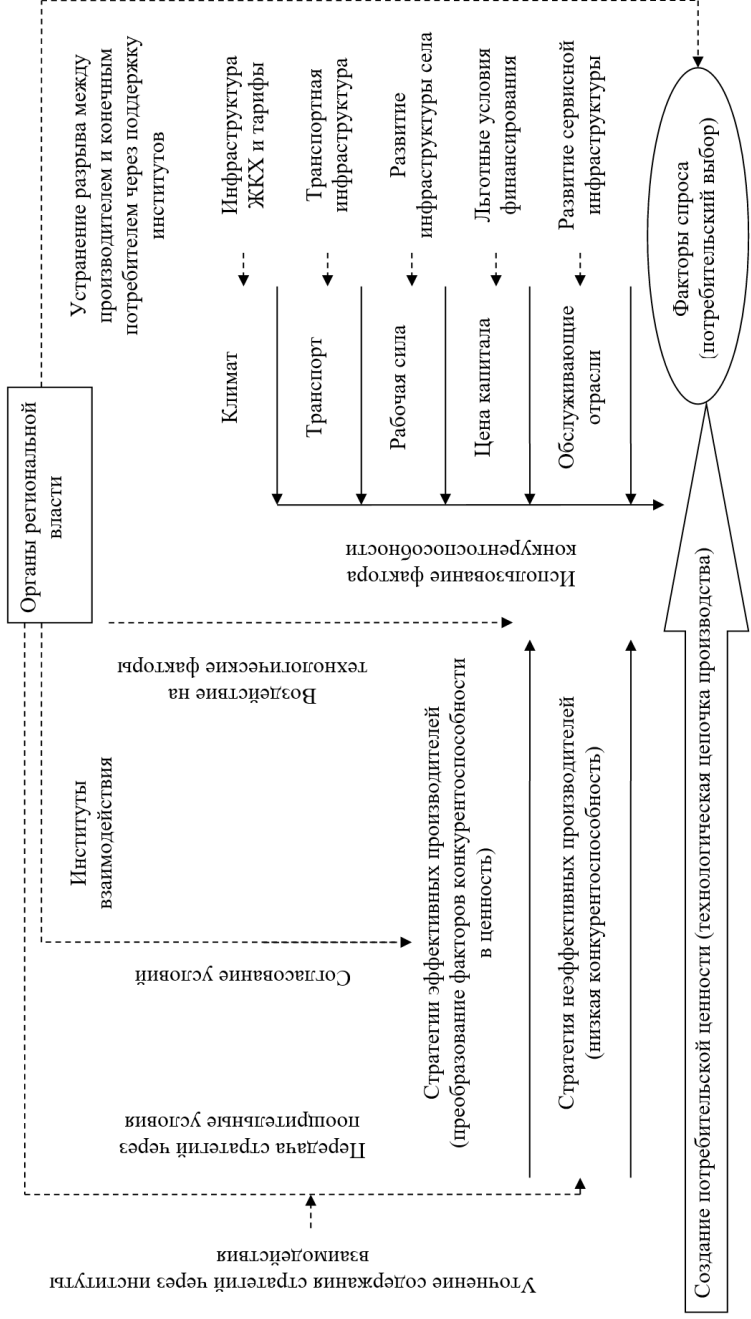 Органы региональной
власти
Устранение разрыва между
производителем и конечным
потребителем через поддержку
институтов
Институты
взаимодействия
Уточнение содержания стратегий через институты
взаимодействия
Передача стратегий через
поощрительные условия
Согласование условий
Воздействие на
технологические факторы
Использование фактора
конкурентоспособности
Климат
Инфраструктура
ЖКХ и тарифы
Транспорт
Транспортная
инфраструктура
Рабочая сила
Развитие
инфраструктуры села
Цена капитала
Льготные условия
финансирования
Обслуживающие
отрасли
Развитие сервисной
инфраструктуры
Стратегии эффективных производителей
(преобразование факторов конкурентоспособности
в ценность)
Стратегия неэффективных производителей
(низкая конкурентоспособность)
Создание потребительской ценности (технологическая цепочка производства)
Факторы спроса
(потребительский выбор)